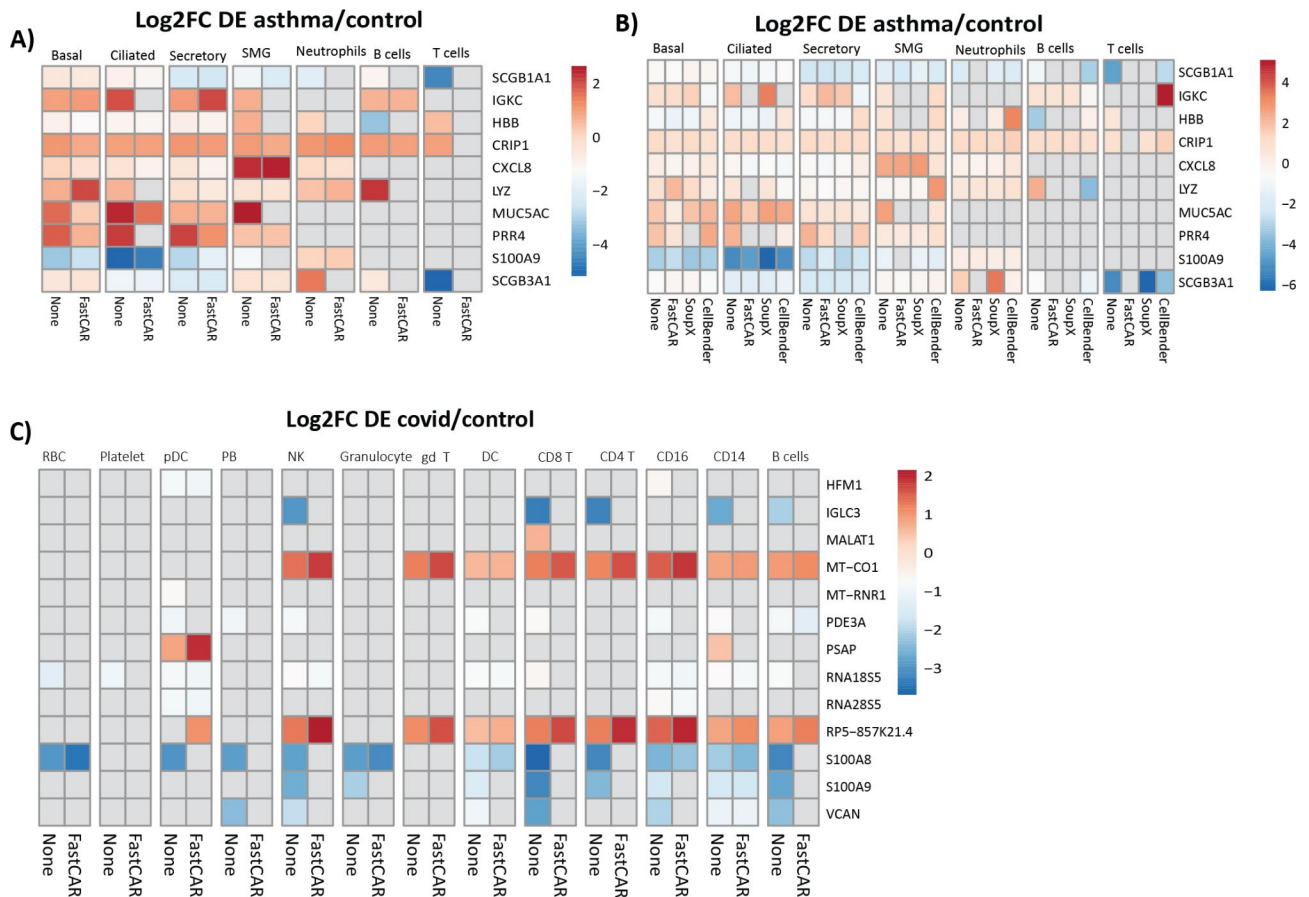 Log2FC DE asthma/control
A)
Basal Ciliated Secretory SMG Neutrophils B cells T cells
SCGB1A1
IGKC
HBB
CRIP1
CXCL8
LYZ
MUC5AC
PRR4
S100A9
SCGB3A1
2
0
−2
−4
None FastCAR None FastCAR None FastCAR None FastCAR None FastCAR None FastCAR None FastCAR
Log2FC DE asthma/control
B)
Basal Ciliated Secretory SMG Neutrophils B cells T cells
SCGB1A1
IGKC
HBB
CRIP1
CXCL8
LYZ
MUC5AC
PRR4
S100A9
SCGB3A1
4
2
0
−2
−4
−6
None FastCAR SoupX CellBender None FastCAR SoupX CellBender None FastCAR SoupX CellBender None FastCAR SoupX CellBender None FastCAR SoupX CellBender None FastCAR SoupX CellBender None FastCAR SoupX CellBender
Log2FC DE covid/control
C)
RBC Platelet pDC PB NK Granulocyte gd T DC CD8 T CD4 T CD16 CD14 B cells
HFM1
IGLC3
MALAT1
MT−CO1
MT−RNR1
PDE3A
PSAP
RNA18S5
RNA28S5
RP5−857K21.4
S100A8
S100A9
VCAN
2
1
0
−1
−2
−3
None FastCAR None FastCAR None FastCAR None FastCAR None FastCAR None FastCAR None FastCAR None FastCAR None FastCAR None FastCAR None FastCAR None FastCAR None FastCAR